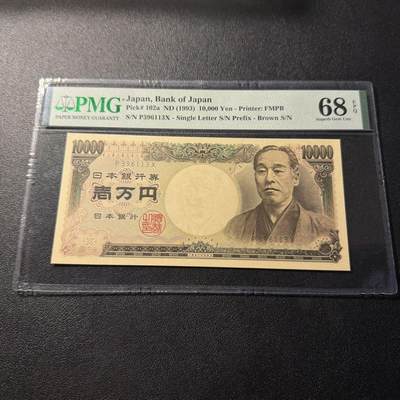 PMG
PAPER MONEY GUARANTY
Japan, Bank of Japan
Pick# 102a ND (1993) 10,000 Yen - Printer: FMPB
S/N P396113X - Single Letter S/N Prefix - Brown S/N
68 EPQ
Superb Gem Unc
10000
10000
P396113X
日本銀行券
壱万円
日本銀行